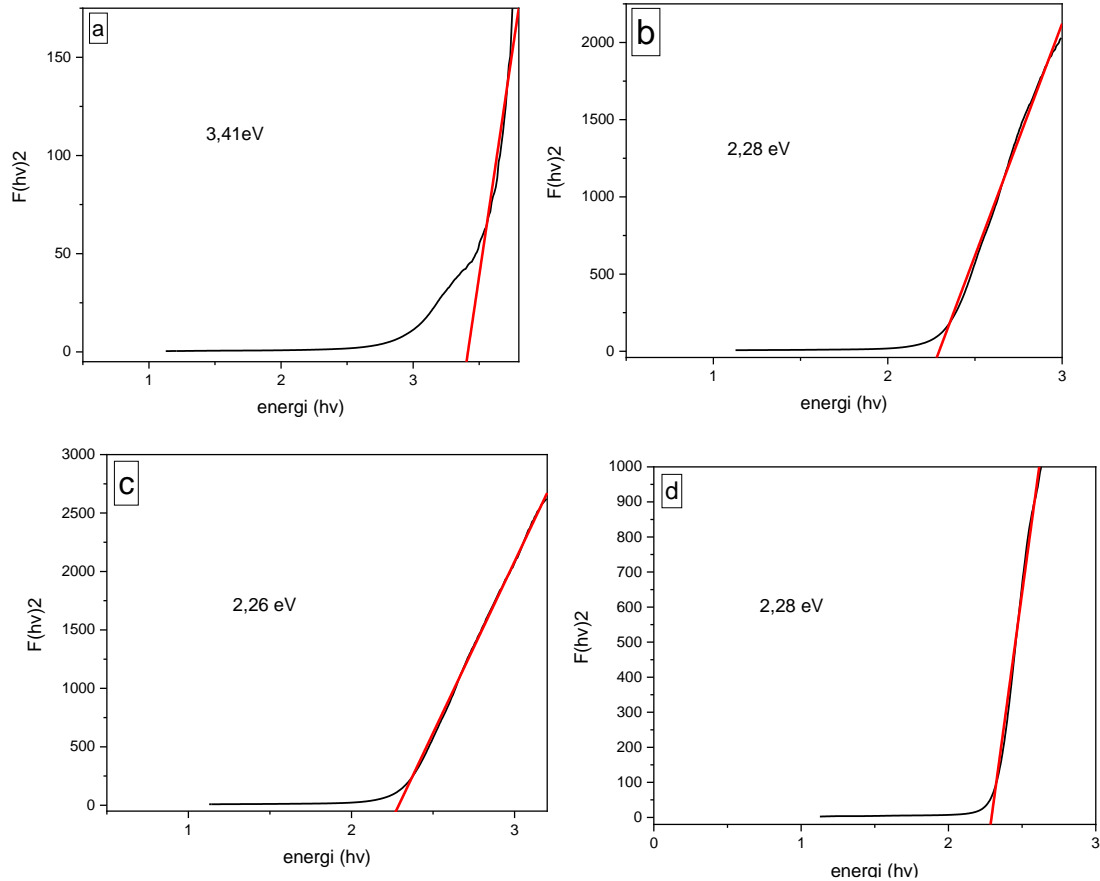 a
150
100
50
0
F(hv)2
3,41eV
1
2
3
energi (hv)
b
2000
1500
1000
500
0
F(hv)2
2,28 eV
1
2
3
energi (hv)
c
3000
2500
2000
1500
1000
500
0
F(hv)2
2,26 eV
1
2
3
energi (hv)
d
1000
900
800
700
600
500
400
300
200
100
0
F(hv)2
2,28 eV
0
1
2
3
energi (hv)